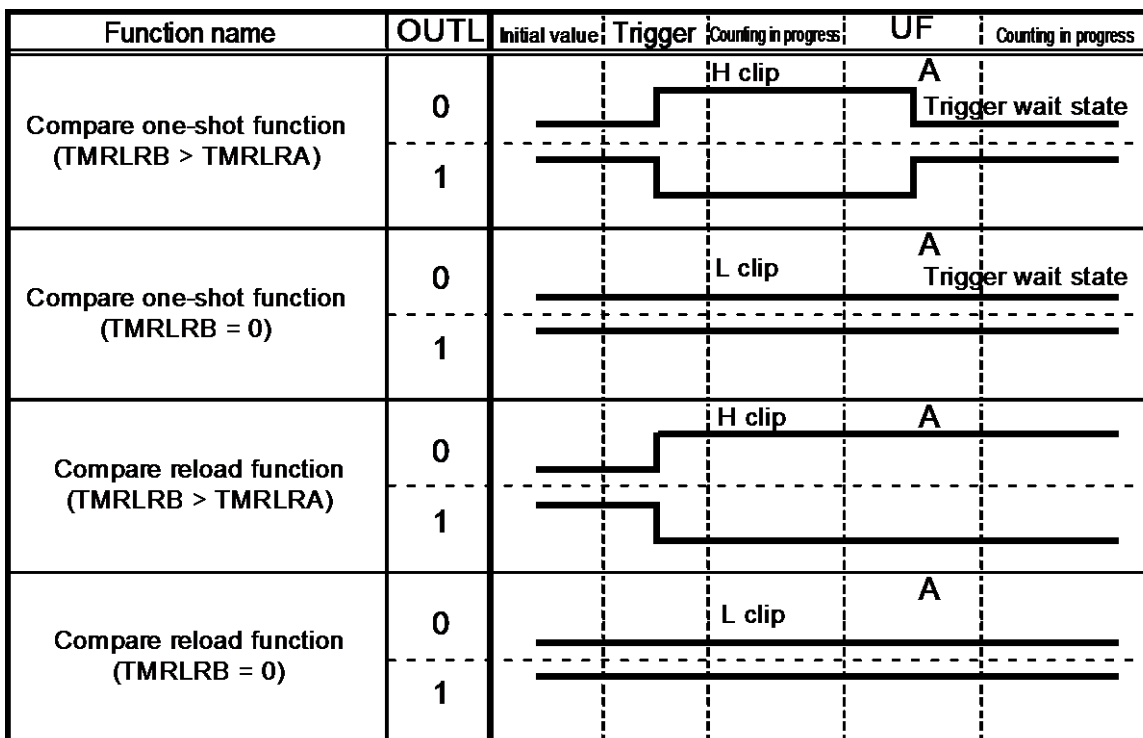 Function name OUTL Initial value Trigger Counting in progress UF Counting in progress
Compare one-shot function
(TMRLRB > TMRLRA)
0
H clip
A
Trigger wait state
1
Compare one-shot function
(TMRLRB = 0)
0
L clip
A
Trigger wait state
1
Compare reload function
(TMRLRB > TMRLRA)
0
H clip
A
1
Compare reload function
(TMRLRB = 0)
0
L clip
A
1